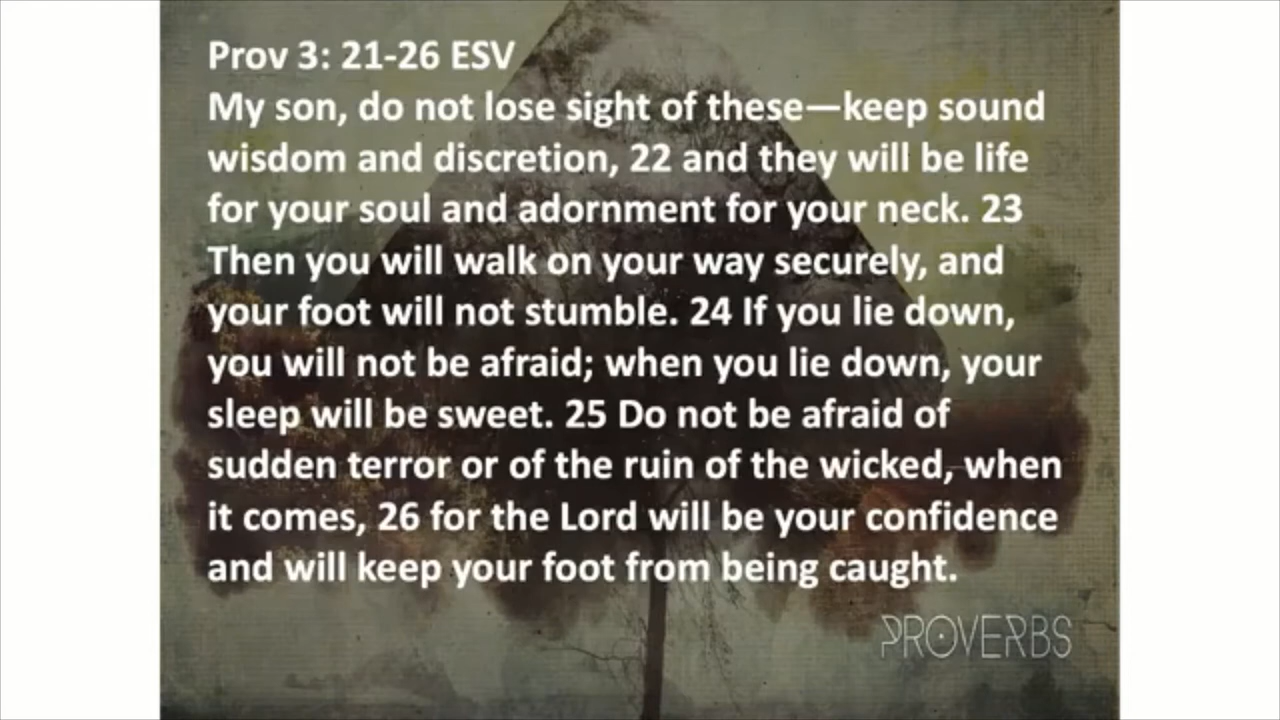 Prov 3: 21-26 ESV
My son, do not lose sight of these—keep sound
wisdom and discretion, 22 and they will be life
for your soul and adornment for your neck. 23
Then you will walk on your way securely, and
your foot will not stumble. 24 If you lie down,
you will not be afraid; when you lie down, your
sleep will be sweet. 25 Do not be afraid of
sudden terror or of the ruin of the wicked, when
it comes, 26 for the Lord will be your confidence
and will keep your foot from being caught.
PROVERBS